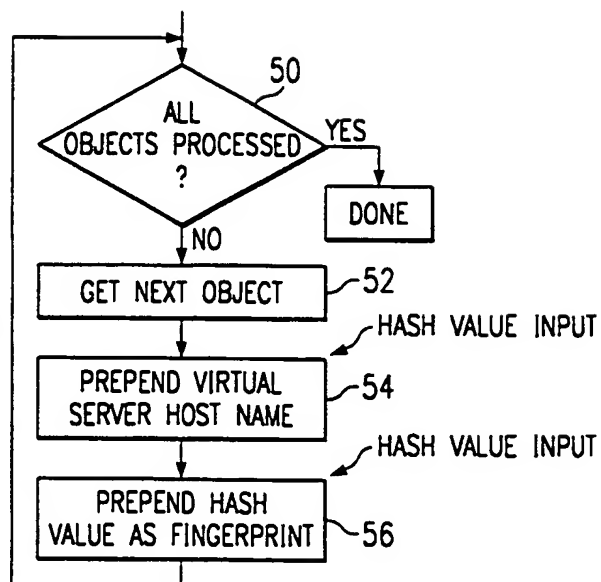 50
ALL
OBJECTS PROCESSED
?
YES
DONE
NO
GET NEXT OBJECT
52
HASH VALUE INPUT
PREPEND VIRTUAL
SERVER HOST NAME
54
HASH VALUE INPUT
PREPEND HASH
VALUE AS FINGERPRINT
56